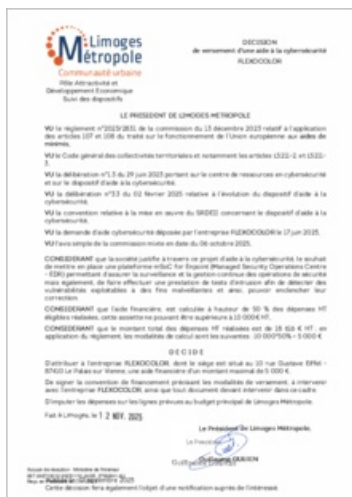 Limoges
Métropole
Communauté urbaine
Pôle Attractivité et
Développement Economique
Suivi des dispositifs
DECISION
de versement d'une aide à la cybersécurité
FLEXOCOLOR
LE PRESIDENT DE LIMOGES METROPOLE
VU le règlement n°2023/2831 de la commission du 13 décembre 2023 relatif à l'application
des articles 107 et 108 du traité sur le fonctionnement de l'Union européenne aux aides de
minimis,
VU le Code général des collectivités territoriales et notamment les articles L1511-2 et L1511-
3,
VU la délibération n°1.3 du 29 juin 2023 portant sur le centre de ressources en cybersécurité
et sur le dispositif d'aide à la cybersécurité,
VU la délibération n°3.3 du 02 février 2025 relative à l'évolution du dispositif d'aide à la
cybersécurité,
VU la convention relative à la mise en œuvre du SRDEII concernant le dispositif d'aide à la
cybersécurité,
VU la demande d'aide cybersécurité déposée par l'entreprise FLEXOCOLOR le 17 juin 2025,
VU l'avis simple de la commission mixte en date du 06 octobre 2025,
CONSIDÉRANT que la société justifie à travers ce projet d'aide à la cybersécurité, le souhait
de mettre en place une plateforme mSOC for Enpoint (Managed Security Operations Centre
- EDR) permettant d'assurer la surveillance et la gestion continue des opérations de sécurité
mais également, de faire effectuer une prestation de tests d'intrusion afin de détecter des
vulnérabilités exploitables à des fins malveillantes et ainsi, pouvoir enclencher leur
correction,
CONSIDÉRANT que l'aide financière, est calculée à hauteur de 50 % des dépenses HT
éligibles réalisées, cette assiette ne pouvant être supérieure à 10 000 € HT,
CONSIDÉRANT que le montant total des dépenses HT réalisées est de 18 616 € HT, en
application du règlement, les modalités de calcul sont les suivantes : 10 000*50% = 5 000 €
DECIDE
D'attribuer à l'entreprise FLEXOCOLOR, dont le siège est situé au 10 rue Gustave Eiffel -
87410 Le Palais sur Vienne, une aide financière d'un montant maximal de 5 000 €.
De signer la convention de financement précisant les modalités de versement, à intervenir
avec l'entreprise FLEXOCOLOR, ainsi que tout document devant intervenir dans ce cadre.
D'imputer les dépenses sur les lignes prévues au budget principal de Limoges Métropole.
Fait à Limoges, le 12 NOV. 2025
Le Président de Limoges Métropole,
Le Président
Guillaume GUERIN
Accusé de réception - Ministère de l'Intérieur
Cette décision fera également l'objet d'une notification auprès de l'intéressé.